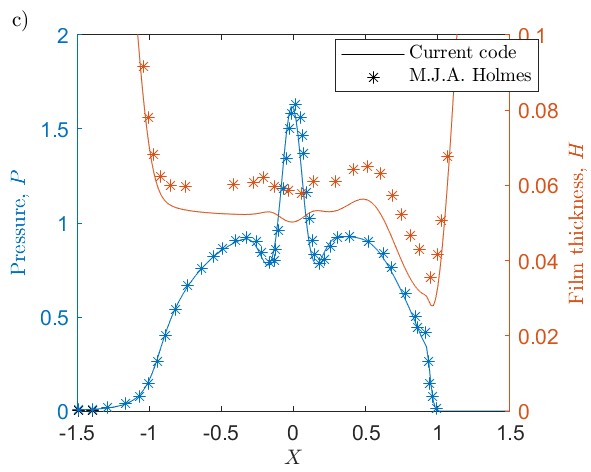 c)
Current code
M.J.A. Holmes
Pressure, P
2
1.5
1
0.5
0
Film thickness, H
0.1
0.08
0.06
0.04
0.02
0
-1.5 -1 -0.5 0 0.5 1 1.5
X